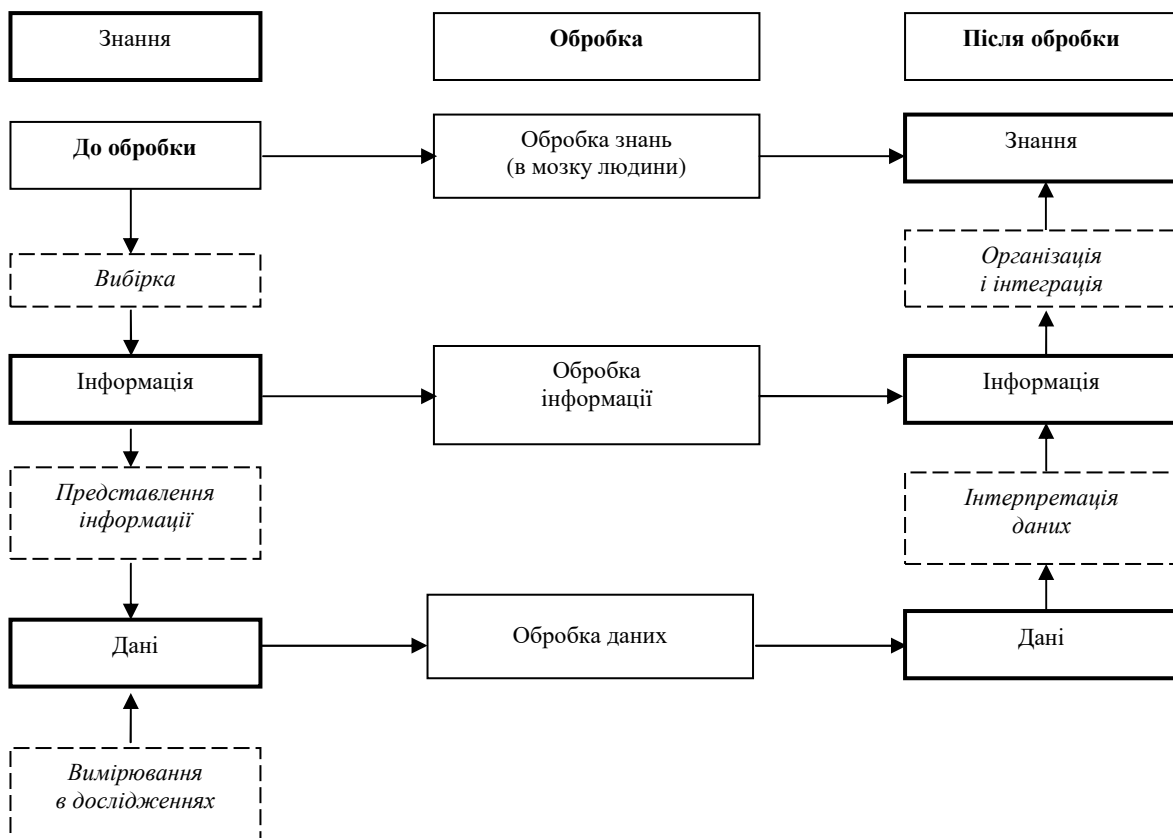 Знання
Обробка
Після обробки
До обробки
Обробка знань
(в мозку людини)
Знання
Вибірка
Організація
і інтеграція
Інформація
Обробка
інформації
Інформація
Представлення
інформації
Інтерпретація
даних
Дані
Обробка даних
Дані
Вимірювання
в дослідженнях